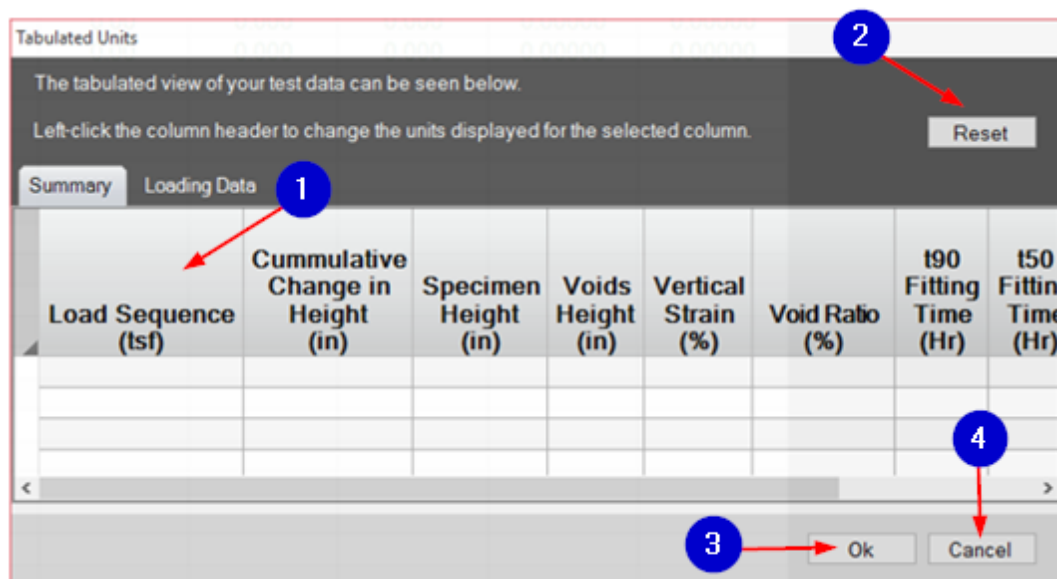 Tabulated Units
2
The tabulated view of your test data can be seen below.
Left-click the column header to change the units displayed for the selected column.
Reset
Summary
Loading Data
1
Load Sequence
(tsf)
Cummulative
Change in
Height
(in)
Specimen
Height
(in)
Voids
Height
(in)
Vertical
Strain
(%)
Void Ratio
(%)
t90
Fitting
Time
(Hr)
t50
Fittin
Time
(Hr)
4
3
Ok
Cancel